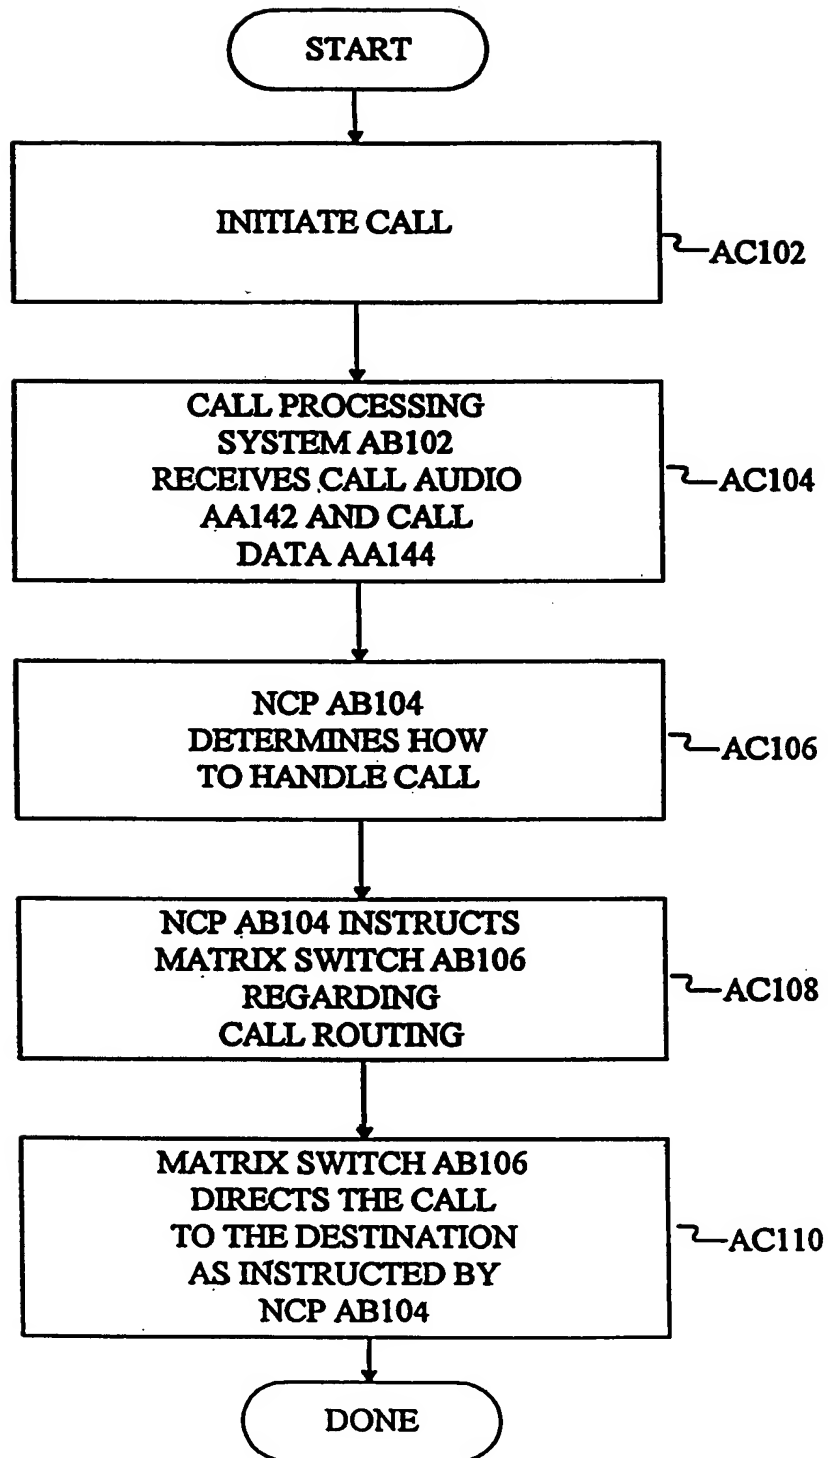 START
INITIATE CALL
AC102
CALL PROCESSING
SYSTEM AB102
RECEIVES CALL AUDIO
AA142 AND CALL
DATA AA144
AC104
NCP AB104
DETERMINES HOW
TO HANDLE CALL
AC106
NCP AB104 INSTRUCTS
MATRIX SWITCH AB106
REGARDING
CALL ROUTING
AC108
MATRIX SWITCH AB106
DIRECTS THE CALL
TO THE DESTINATION
AS INSTRUCTED BY
NCP AB104
AC110
DONE